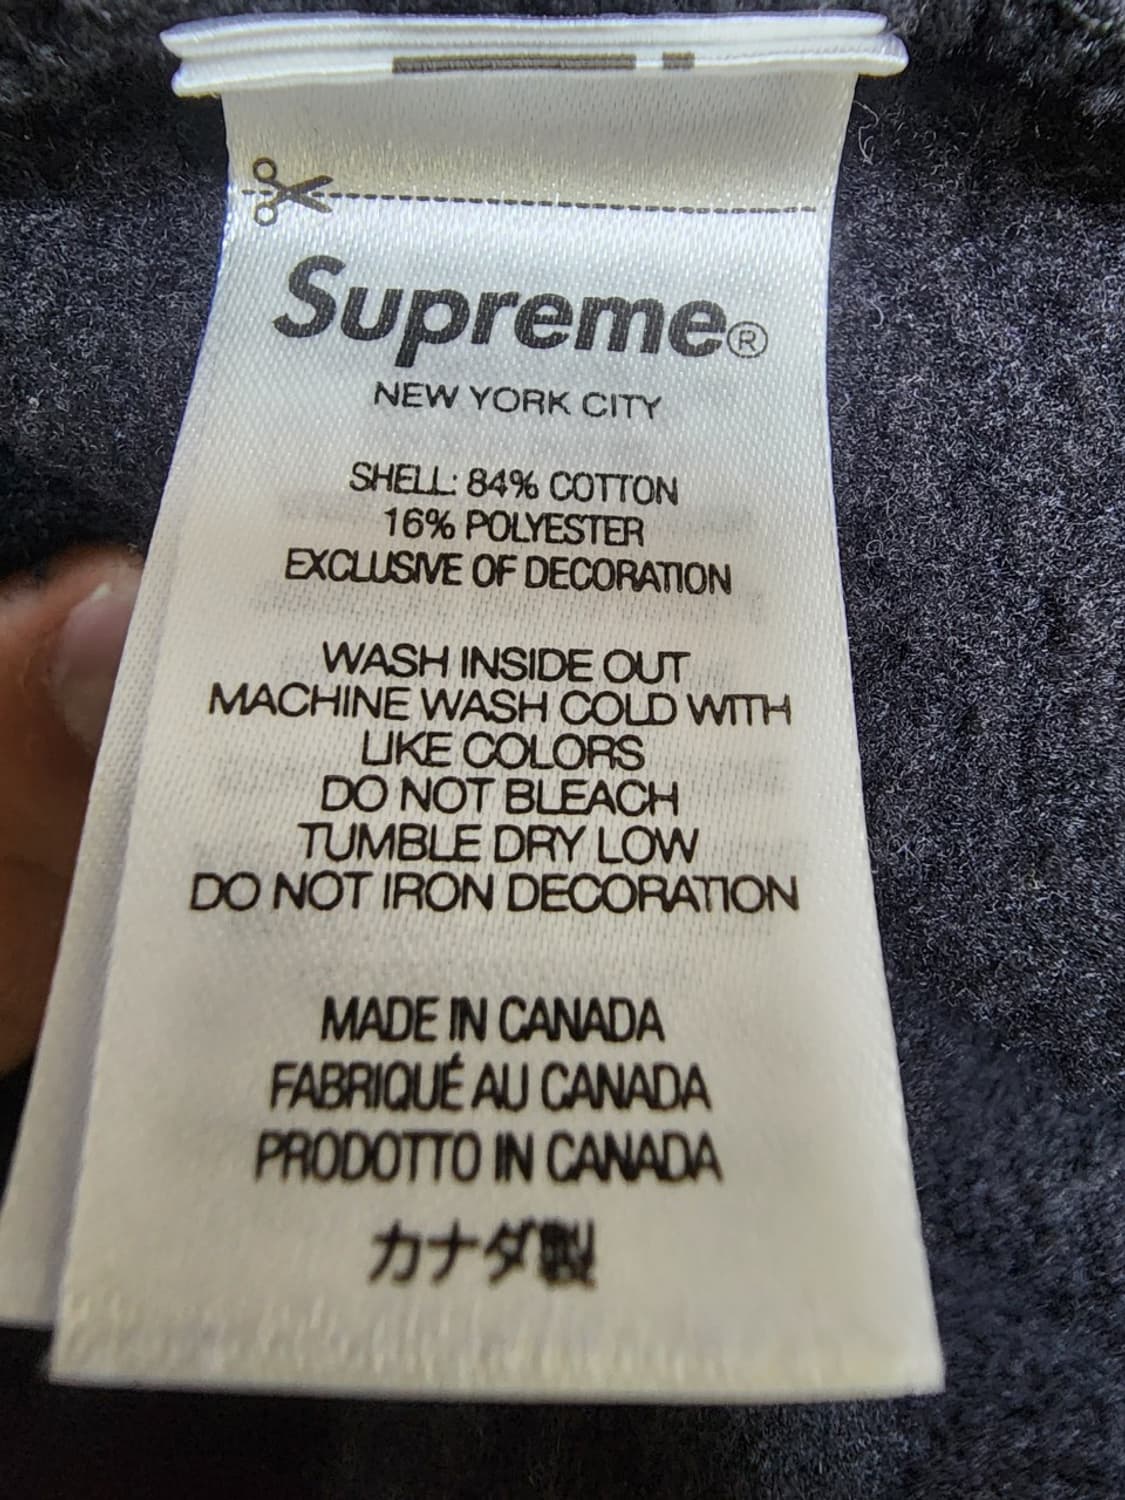 Supreme®
NEW YORK CITY
SHELL: 84% COTTON
16% POLYESTER
EXCLUSIVE OF DECORATION
WASH INSIDE OUT
MACHINE WASH COLD WITH
LIKE COLORS
DO NOT BLEACH
TUMBLE DRY LOW
DO NOT IRON DECORATION
MADE IN CANADA
FABRIQUÉ AU CANADA
PRODOTTO IN CANADA
カナダ製